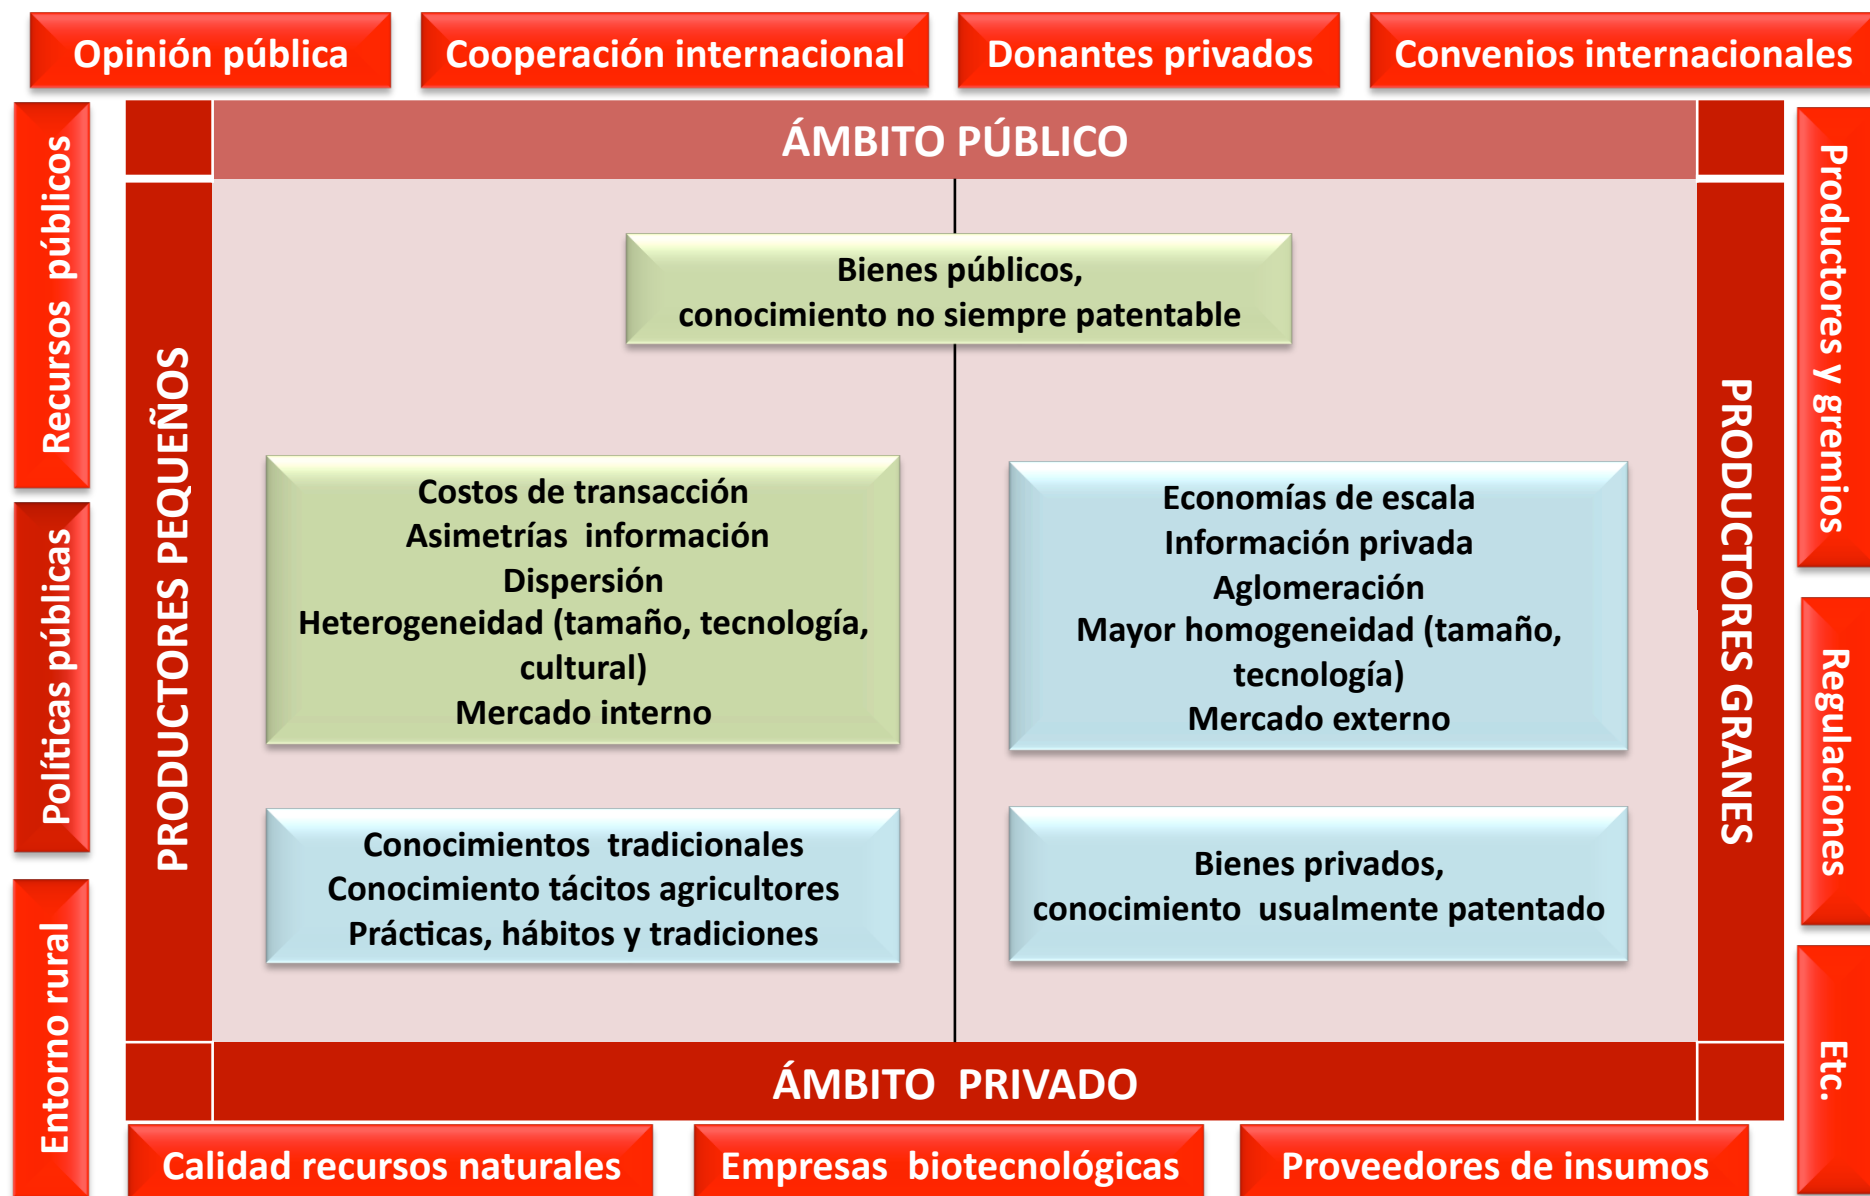 Opinión pública
Cooperación internacional
Donantes privados
Convenios internacionales
Recursos públicos
Políticas públicas
Entorno rural
ÁMBITO PÚBLICO
PRODUCTORES PEQUEÑOS
Bienes públicos,
conocimiento no siempre patentable
Costos de transacción
Asimetrías información
Dispersión
Heterogeneidad (tamaño, tecnología,
cultural)
Mercado interno
Economías de escala
Información privada
Aglomeración
Mayor homogeneidad (tamaño,
tecnología)
Mercado externo
Conocimientos tradicionales
Conocimiento tácitos agricultores
Prácticas, hábitos y tradiciones
Bienes privados,
conocimiento usualmente patentado
PRODUCTORES GRANES
ÁMBITO PRIVADO
Productores y gremios
Regulaciones
Etc.
Calidad recursos naturales
Empresas biotecnológicas
Proveedores de insumos